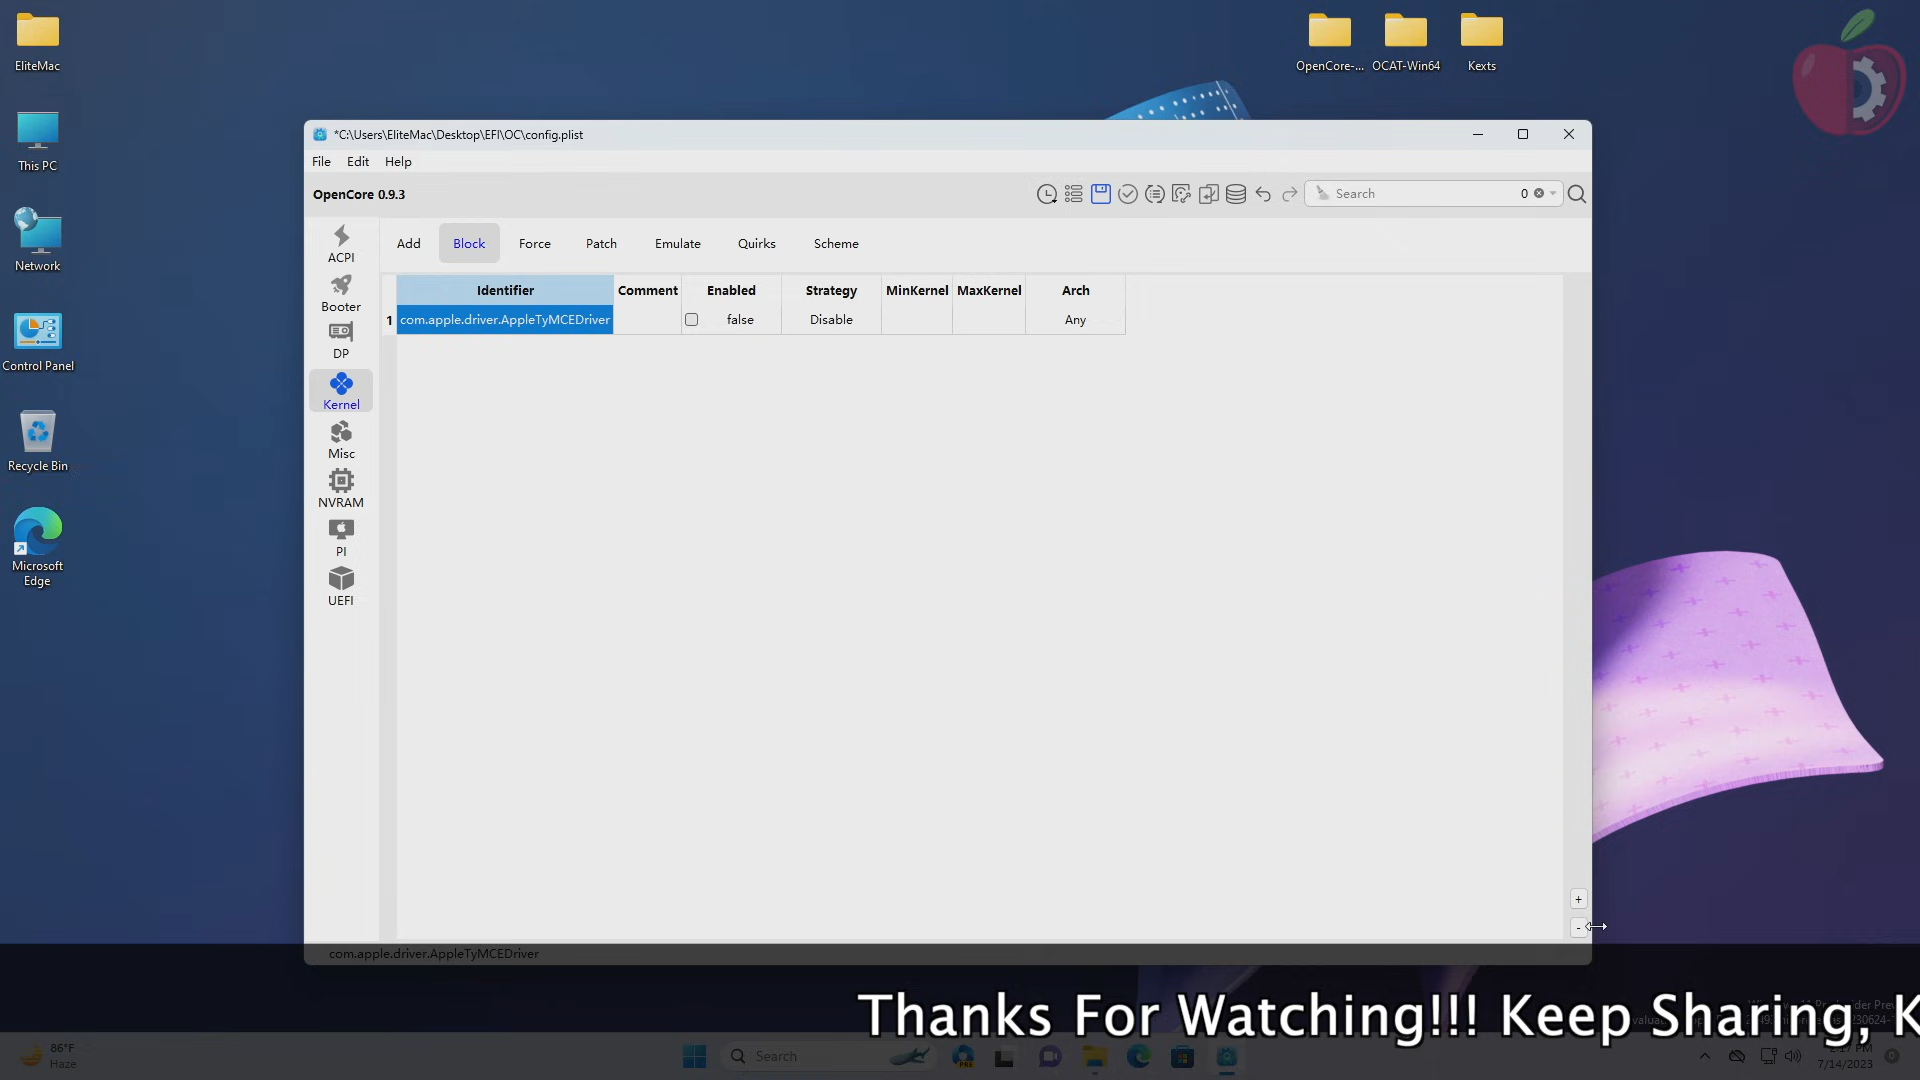 EliteMac
This PC
Network
Control Panel
Recycle Bin
Microsoft
Edge
OpenCore-...
OCAT-Win64
Kexts
*C:\Users\EliteMac\Desktop\EFI\OC\config.plist
File Edit Help
OpenCore 0.9.3
Search 0
ACPI
Booter
DP
Kernel
Misc
NVRAM
PI
UEFI
Add Block Force Patch Emulate Quirks Scheme
Identifier Comment Enabled Strategy MinKernel MaxKernel Arch
1 com.apple.driver.AppleTyMCEDriver false Disable Any
+
-
com.apple.driver.AppleTyMCEDriver
Thanks For Watching!!! Keep Sharing, K
86°F
Haze
Search
PRE
7/14/2023